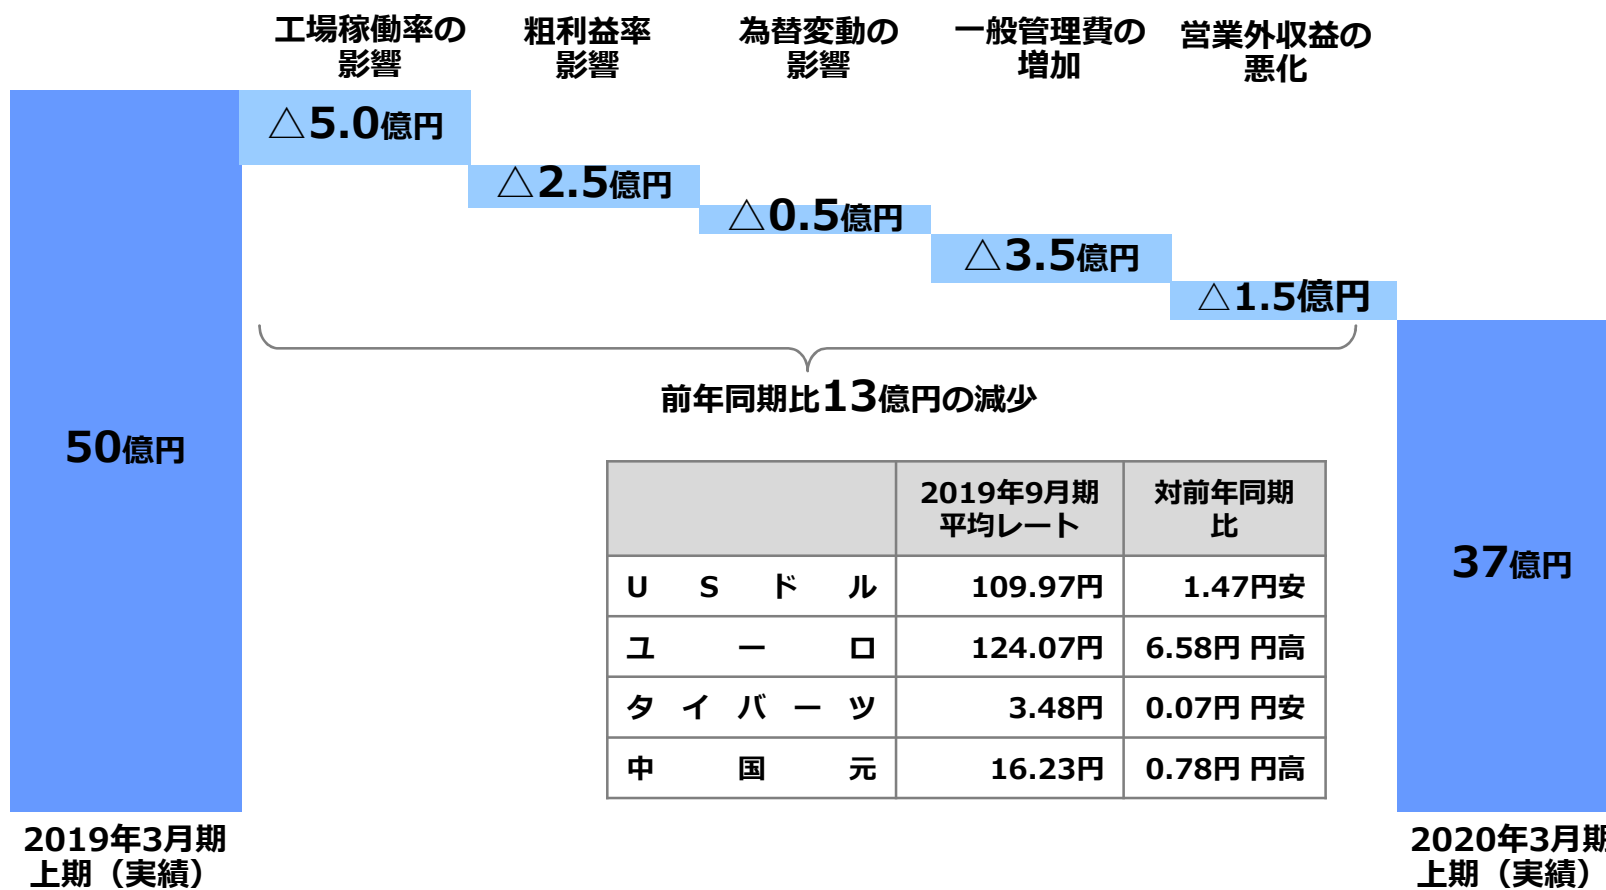 工場稼働率の
影響
粗利益率
影響
為替変動の
影響
一般管理費の
増加
営業外収益の
悪化
△5.0億円
△2.5億円
△0.5億円
△3.5億円
△1.5億円
前年同期比13億円の減少
50億円
37億円
2019年9月期
平均レート
対前年同期
比
USドル 109.97円 1.47円安
ユーロ 124.07円 6.58円 円高
タイバーツ 3.48円 0.07円 円安
中国元 16.23円 0.78円 円高
2019年3月期
上期（実績）
2020年3月期
上期（実績）